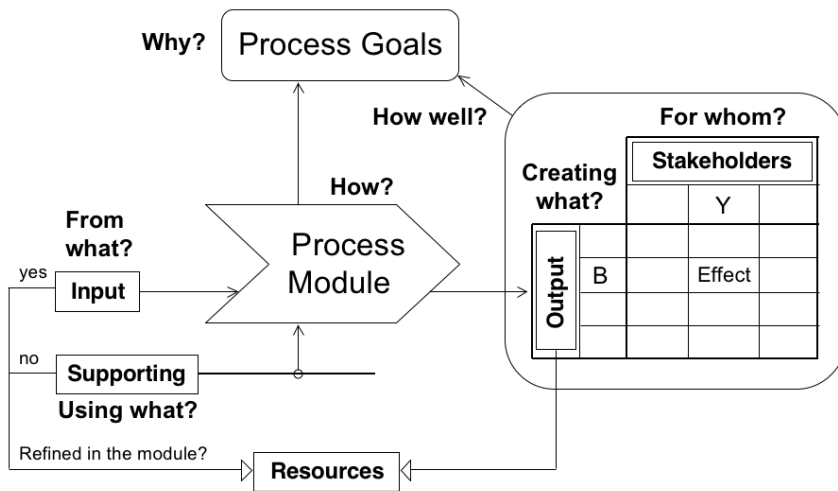 Why?
Process Goals
How well?
For whom?
Stakeholders
Creating
what?
Y
How?
From
what?
Process
Module
yes
Input
Output
B
Effect
no
Supporting
Using what?
Refined in the module?
Resources